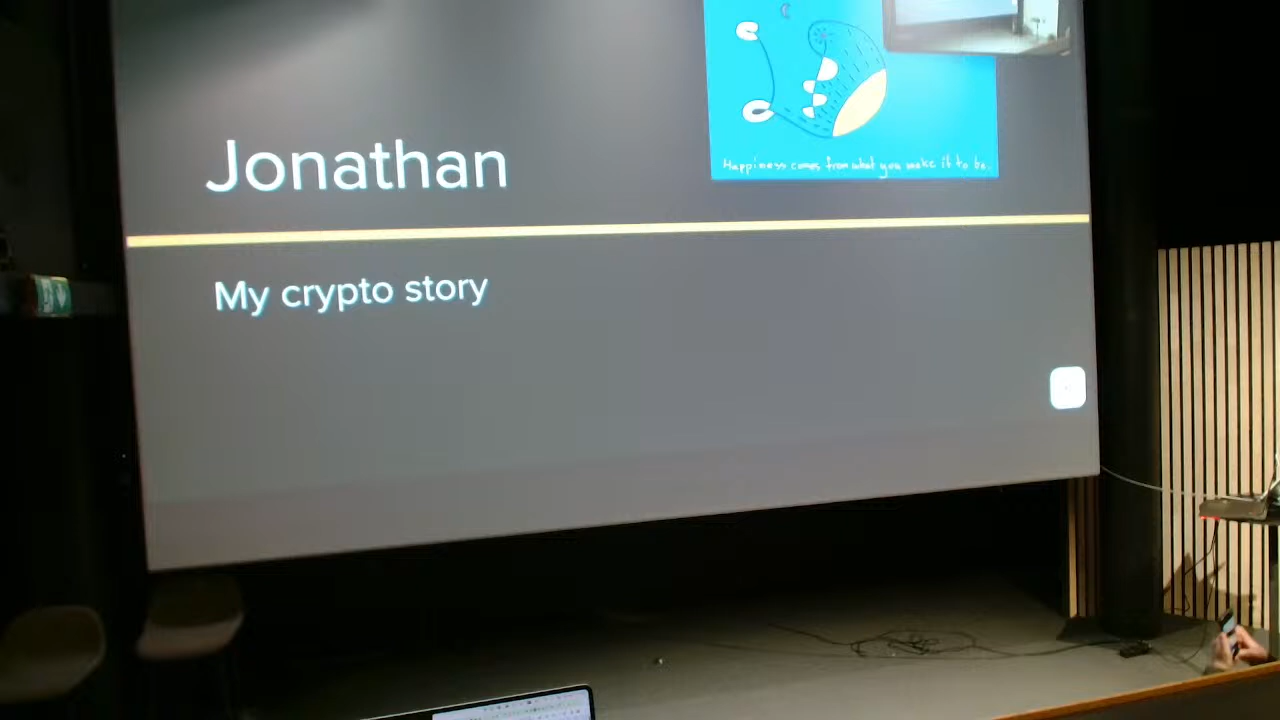 Happiness comes from what you make it to be.
Jonathan
My crypto story